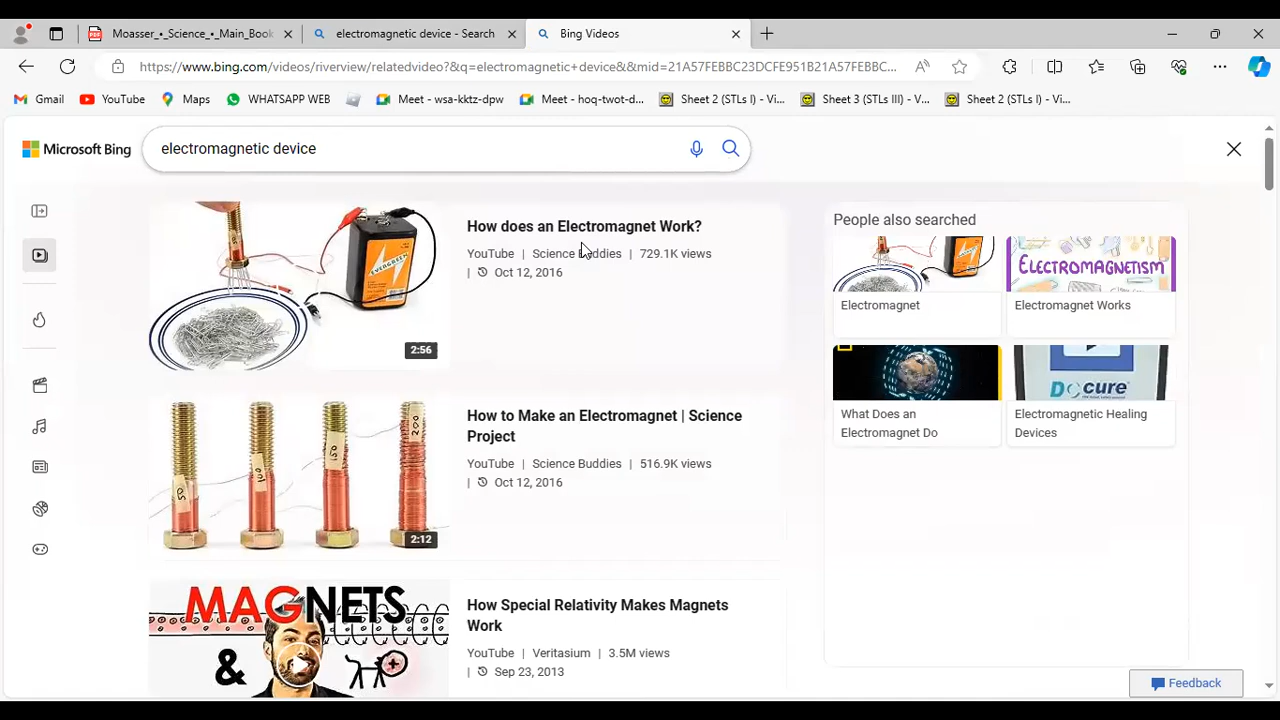 Moasser_•_Science_•_Main_Book
electromagnetic device - Search
Bing Videos
https://www.bing.com/videos/riverview/relatedvideo?&q=electromagnetic+device&&mid=21A57FEBBC23DCFE951B21A57FEBBC...
Gmail
YouTube
Maps
WHATSAPP WEB
Meet - wsa-kktz-dpw
Meet - hoq-twot-d...
Sheet 2 (STLs I) - Vi...
Sheet 3 (STLs III) - V...
Sheet 2 (STLs I) - Vi...
Microsoft Bing
electromagnetic device
EVERGREEN
2:56
How does an Electromagnet Work?
YouTube | Science Buddies | 729.1K views
| Oct 12, 2016
50
100
150
200
2:12
How to Make an Electromagnet | Science
Project
YouTube | Science Buddies | 516.9K views
| Oct 12, 2016
MAGNETS
&
How Special Relativity Makes Magnets
Work
YouTube | Veritasium | 3.5M views
| Sep 23, 2013
People also searched
Electromagnet
ELECTROMAGNETISM
Electromagnet Works
What Does an
Electromagnet Do
Docure
Electromagnetic Healing
Devices
Feedback